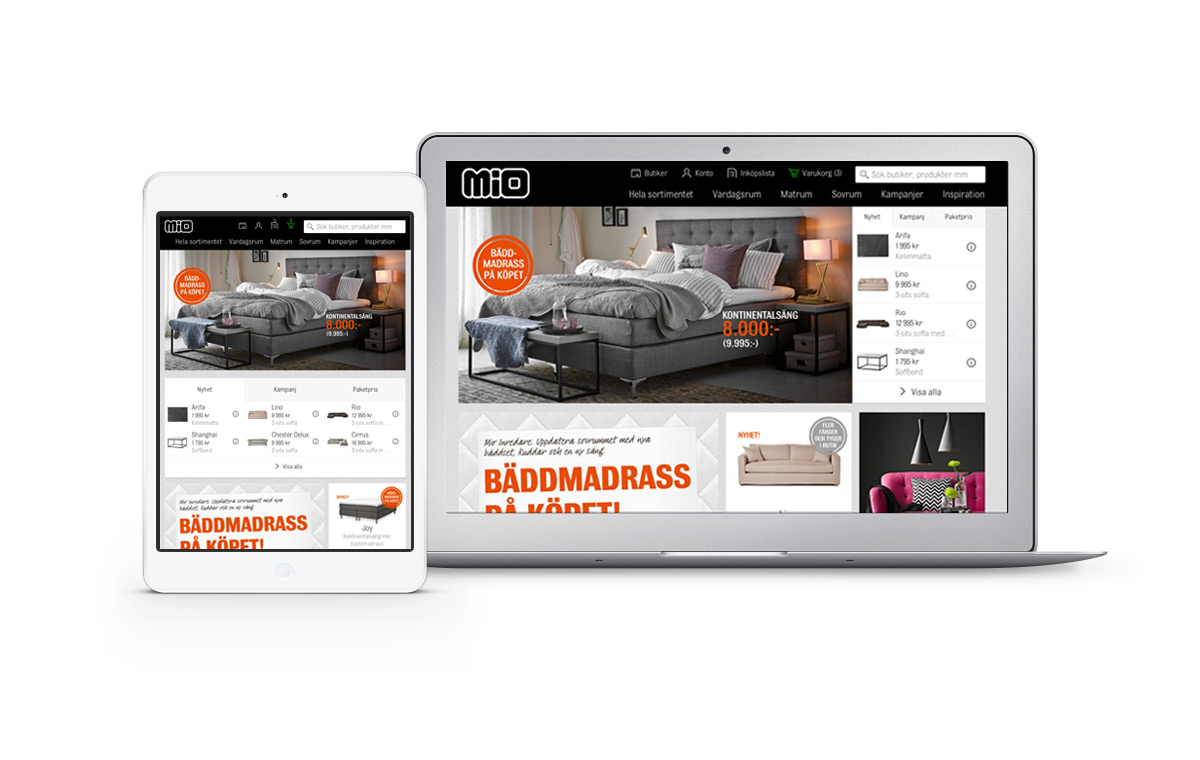 MiO
Sök butiker, produkter mm
Hela sortimentet Vardagsrum Matrum Sovrum Kampanjer Inspiration
BÄDD-
MADRASS
PÅ KÖPET
KONTINENTALSÄNG
8.000:-
(9.995:-)
Nyhet Kampanj Paketpris
Arifa Lino Rio
1 995 kr 9 995 kr 12 995 kr
Kelimmatta 3-sits soffa 3-sits soffa m...
Shanghai Chester Delux Cirrus
1 795 kr 9 995 kr 16 995 kr
Soffbord 3-sits soffa 3-sits soffa m...
Visa alla
Mio Inredare. Uppdatera sovrummet med nya
bäddset, kuddar och en ny säng.
BÄDDMADRASS
PÅ KÖPET!
NYHET!
BÄDD-
MADRASS
PÅ KÖPET
Joy
Kontinentalsäng inkl
bäddmadrass
MiO
Butiker Konto Inköpslista Varukorg (3) Sök butiker, produkter mm
Hela sortimentet Vardagsrum Matrum Sovrum Kampanjer Inspiration
BÄDD-
MADRASS
PÅ KÖPET
KONTINENTALSÄNG
8.000:-
(9.995:-)
Nyhet Kampanj Paketpris
Arifa
1 995 kr
Kelimmatta
Lino
9 995 kr
3-sits soffa
Rio
12 995 kr
3-sits soffa med ...
Shanghai
1 795 kr
Soffbord
Visa alla
Mio Inredare. Uppdatera sovrummet med nya
bäddset, kuddar och en ny säng.
BÄDDMADRASS
PÅ KÖPET!
NYHET!
FLER
FÄRGER
OCH TYGER
I BUTIK